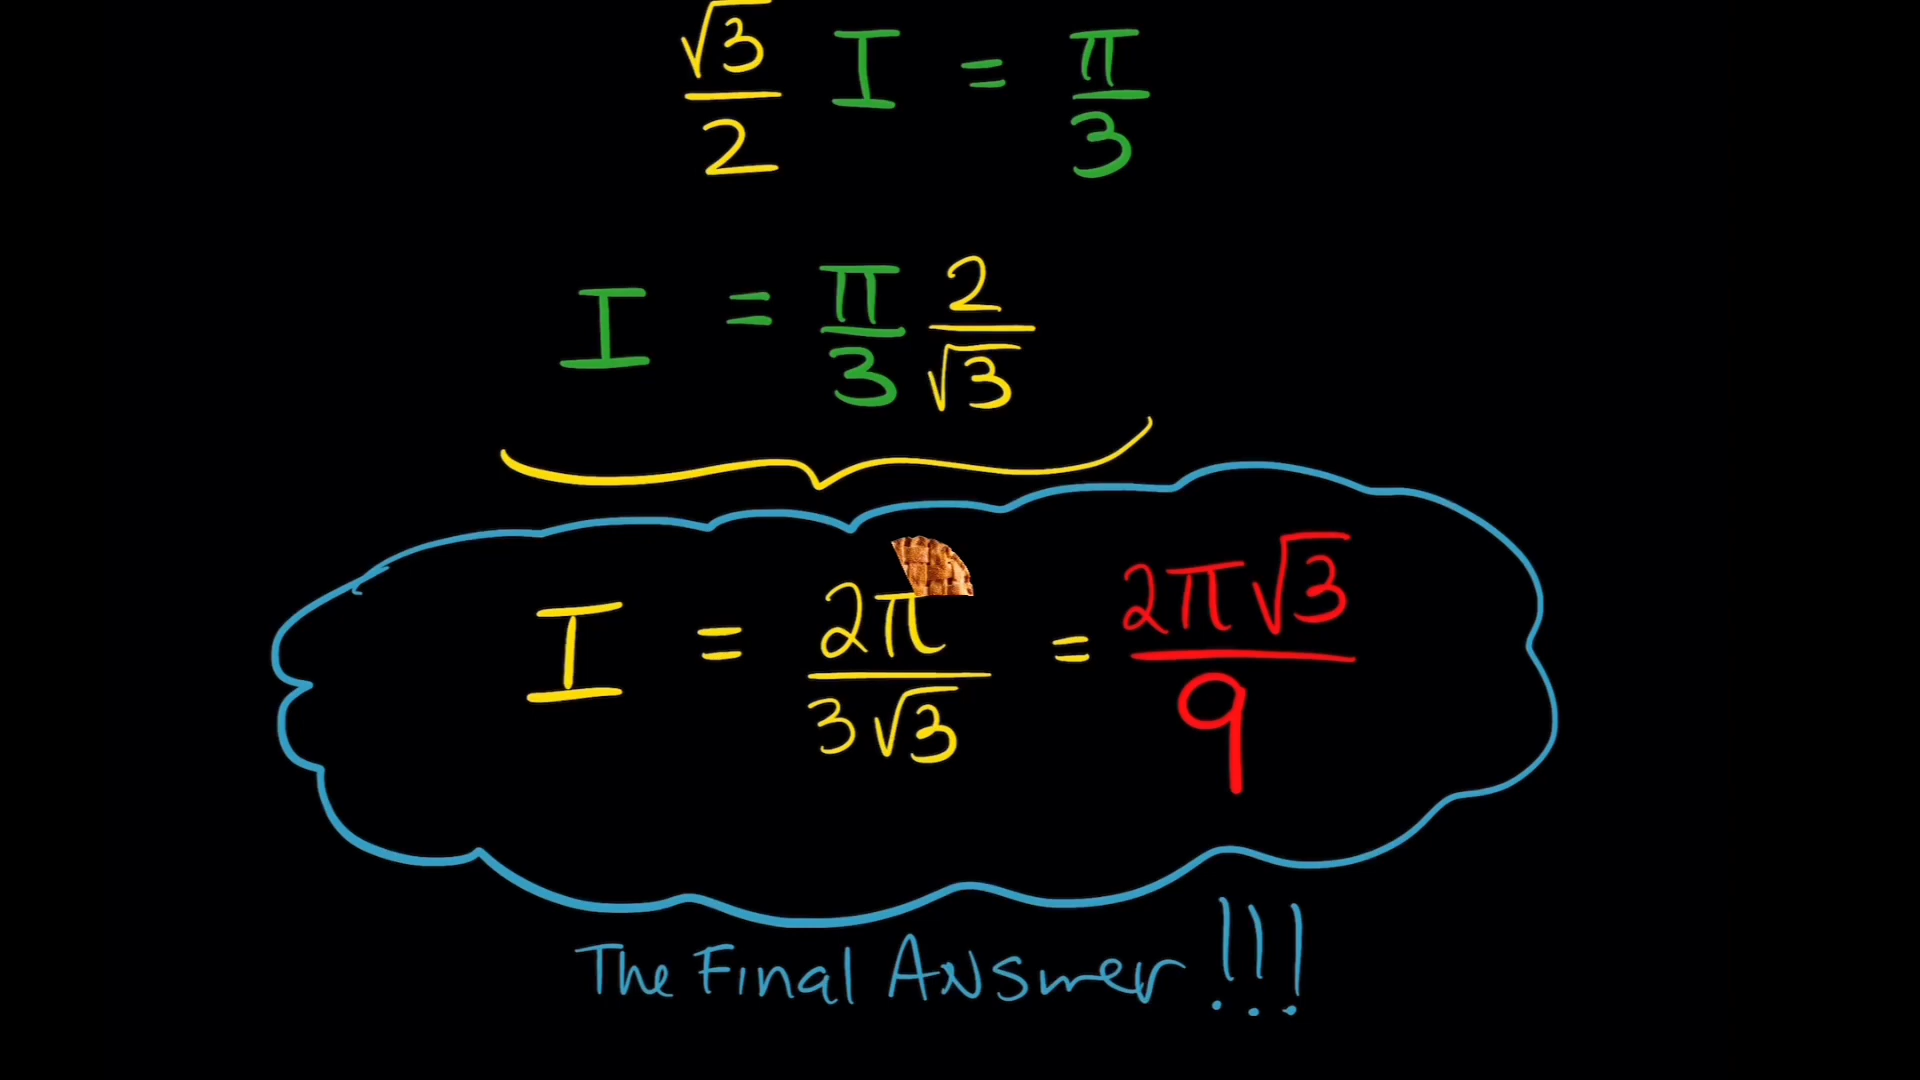 √3/2 I = π/3
I = π/3 2/√3
I = 2π/3√3 = 2π√3/9
The Final Answer !!!